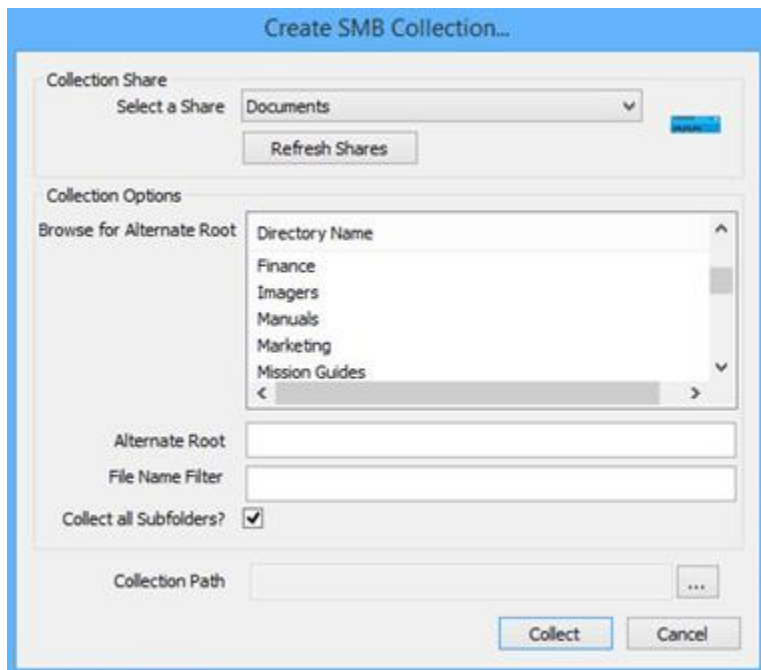 Create SMB Collection...
Collection Share
Select a Share Documents
Refresh Shares
Collection Options
Browse for Alternate Root Directory Name
Finance
Imagers
Manuals
Marketing
Mission Guides
Alternate Root
File Name Filter
Collect all Subfolders?
Collection Path ...
Collect Cancel